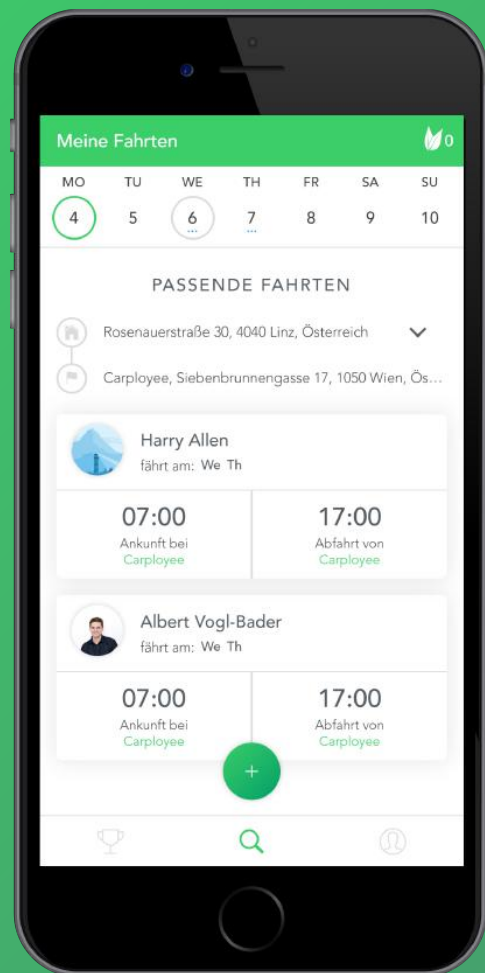 Meine Fahrten 0
MO TU WE TH FR SA SU
4 5 6 7 8 9 10
PASSENDE FAHRTEN
Rosenauerstraße 30, 4040 Linz, Österreich
Carployee, Siebenbrunnengasse 17, 1050 Wien, Ös...
Harry Allen
fährt am: We Th
07:00 17:00
Ankunft bei Abfahrt von
Carployee Carployee
Albert Vogl-Bader
fährt am: We Th
07:00 17:00
Ankunft bei Abfahrt von
Carployee Carployee
+